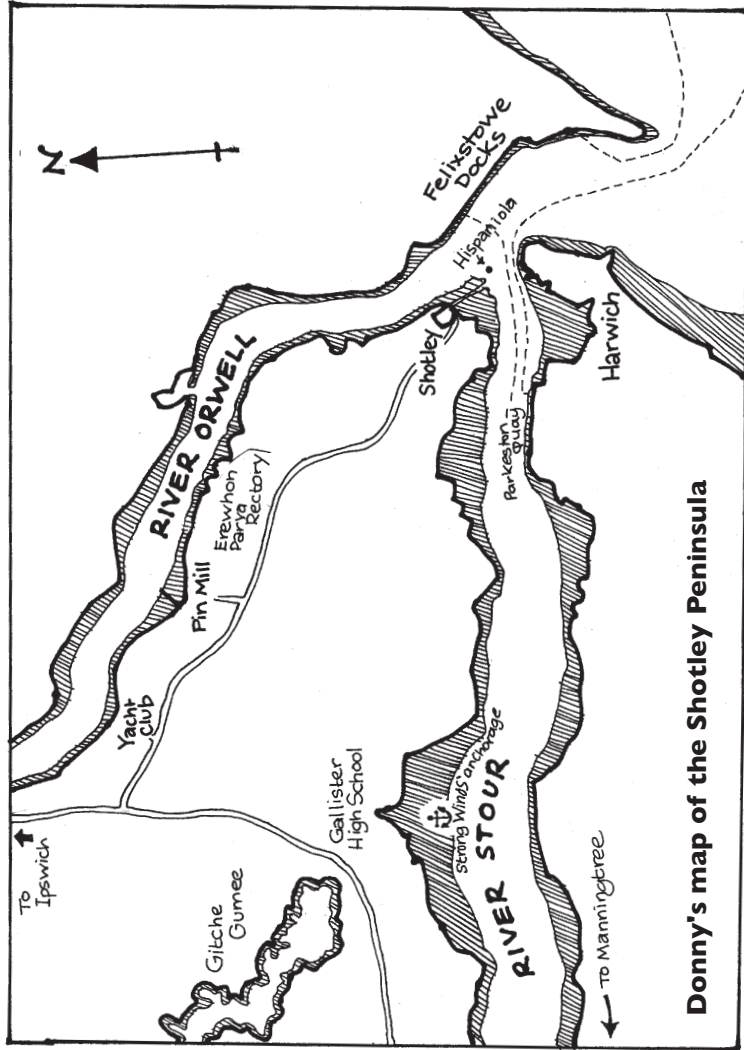 N
To
Ipswich
Gitche
Gumee
Yacht
Club
Pin Mill
Erewhon
Parva
Rectory
RIVER ORWELL
Felixstowe
Docks
Hispaniola
Shotley
Gallister
High School
Strong Winds' anchorage
RIVER STOUR
Parkeston
Quay
Harwich
TO Manningtree
Donny's map of the Shotley Peninsula